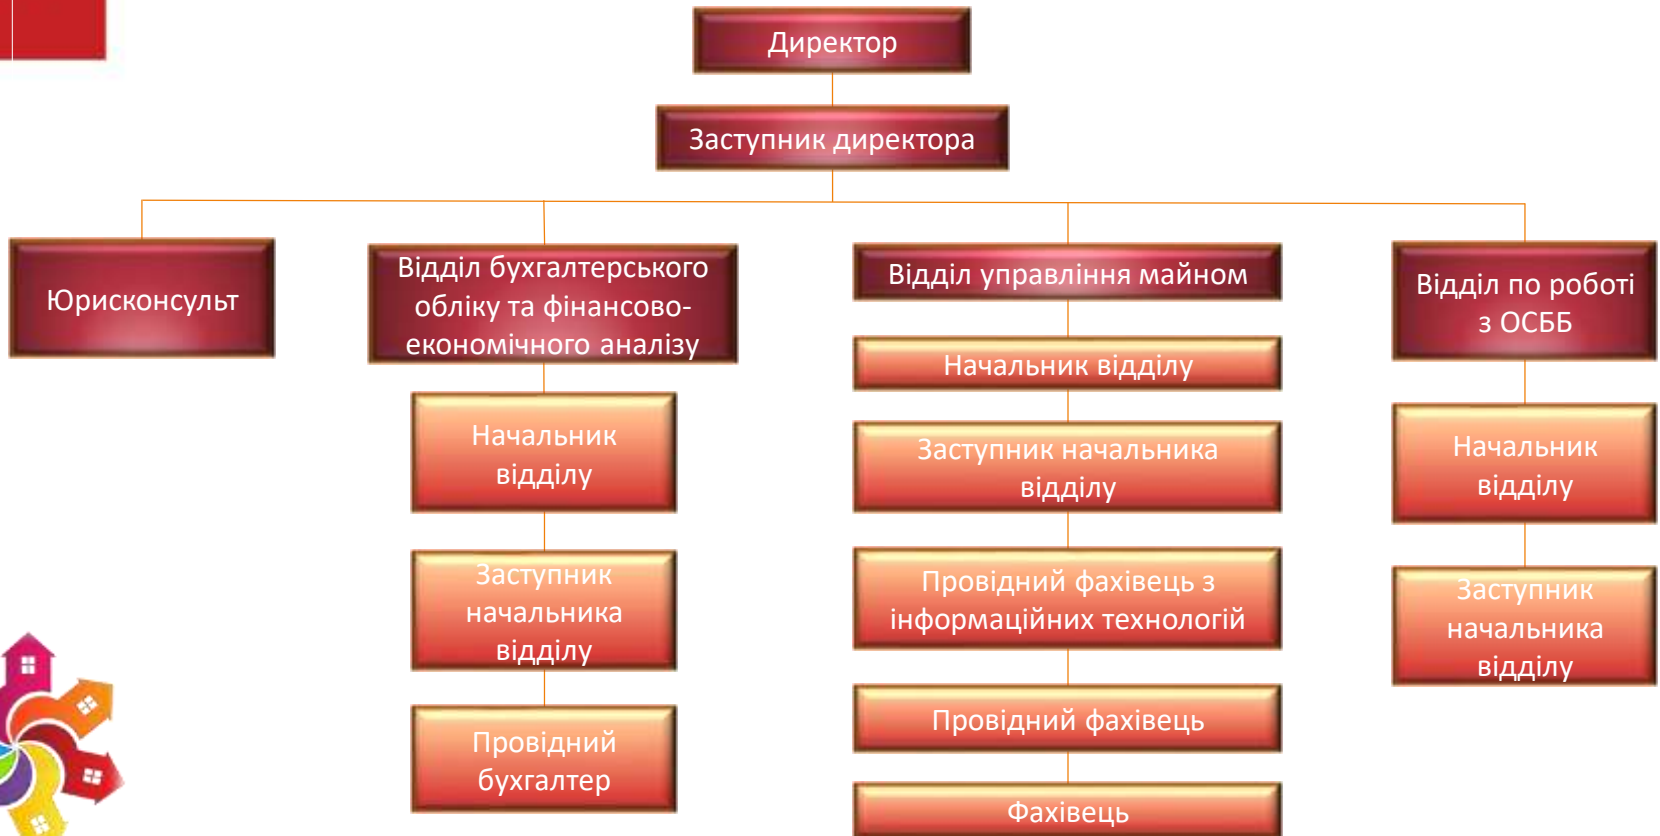 Директор
Заступник директора
Юрисконсульт
Відділ бухгалтерського
обліку та фінансово-
економічного аналізу
Начальник
відділу
Заступник
начальника
відділу
Провідний
бухгалтер
Відділ управління майном
Начальник відділу
Заступник начальника
відділу
Провідний фахівець з
інформаційних технологій
Провідний фахівець
Фахівець
Відділ по роботі
з ОСББ
Начальник
відділу
Заступник
начальника
відділу